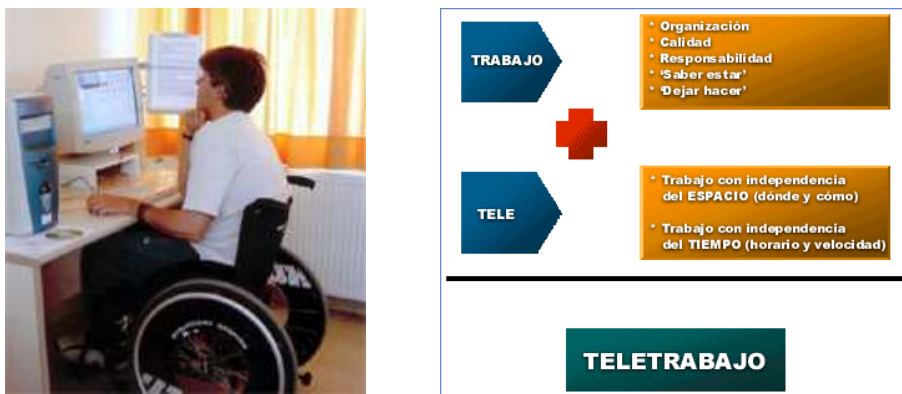 TRABAJO
* Organización
* Calidad
* Responsabilidad
* 'Saber estar'
* 'Dejar hacer'
TELE
* Trabajo con independencia
del ESPACIO (dónde y cómo)
* Trabajo con independencia
del TIEMPO (horario y velocidad)
TELETRABAJO